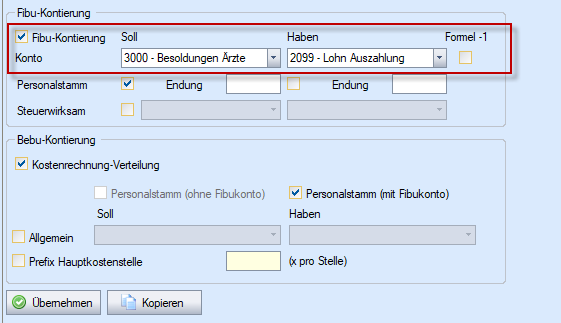 Fibu-Kontierung
Fibu-Kontierung Soll Haben Formel -1
Konto 3000 - Besoldungen Ärzte 2099 - Lohn Auszahlung
Personalstamm Endung Endung
Steuerwirksam
Bebu-Kontierung
Kostenrechnung-Verteilung
Personalstamm (ohne Fibukonto) Personalstamm (mit Fibukonto)
Soll Haben
Allgemein
Prefix Hauptkostenstelle (x pro Stelle)
Übernehmen Kopieren